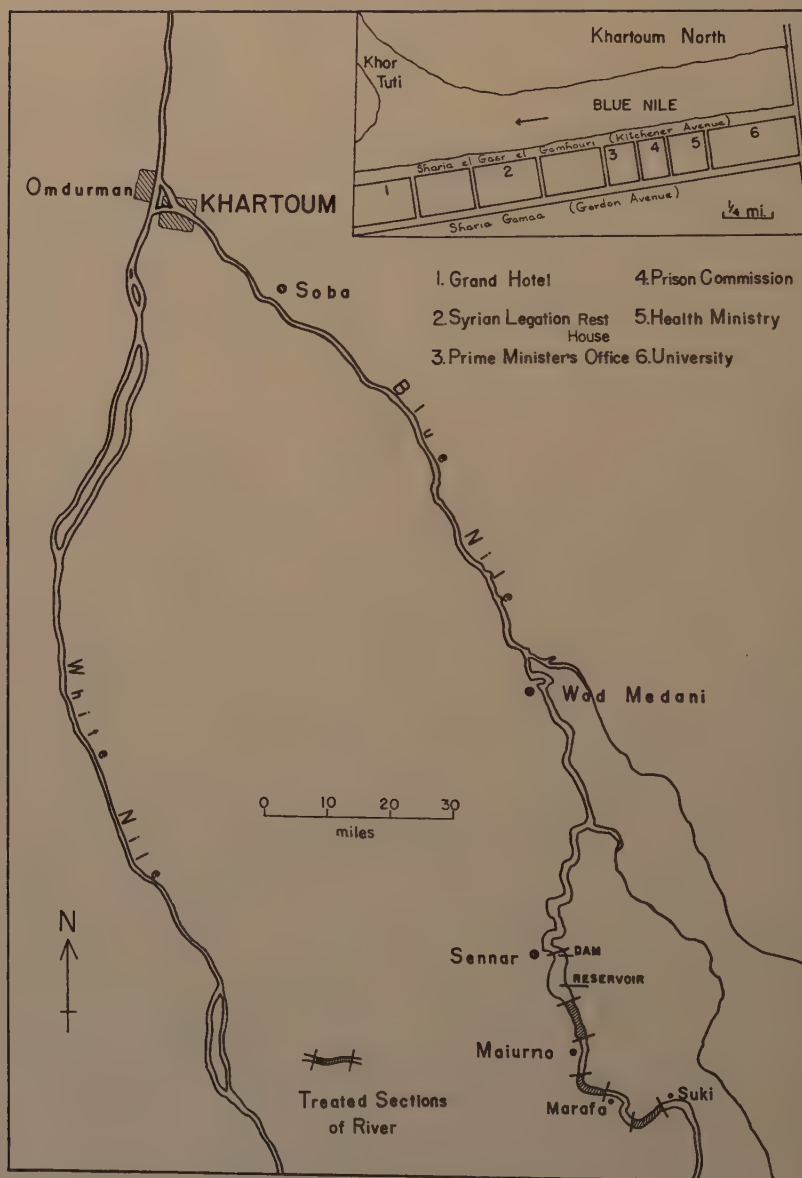 Khartoum North
Khor
Tuti
BLUE NILE
Sharia el Gasr el Gamhouri (Kitchener Avenue)
1
2
3
4
5
6
Sharia Gamaa (Gordon Avenue)
1/4 mi.
Omdurman
KHARTOUM
Soba
1. Grand Hotel
4. Prison Commission
2. Syrian Legation Rest
House
5. Health Ministry
3. Prime Minister's Office
6. University
Blue Nile
Wad Medani
White Nile
0 10 20 30
miles
N
Sennar
DAM
RESERVOIR
Maiurno
Marafa
Suki
Treated Sections
of River